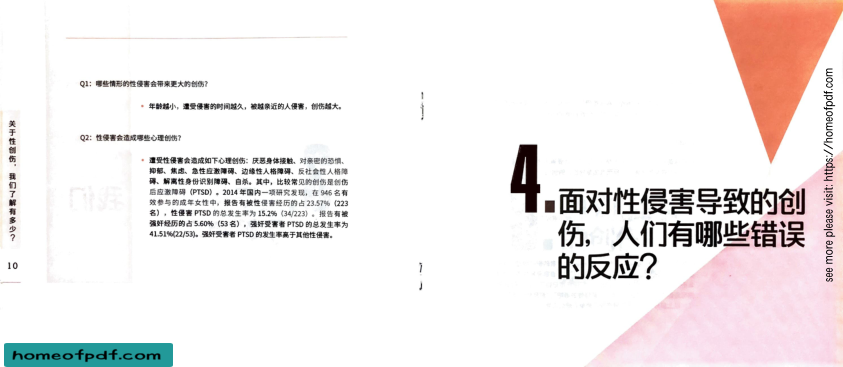 Q1：哪些情形的性侵害会带来更大的创伤？
• 年龄越小，遭受侵害的时间越久，被越亲近的人侵害，创伤越大。
Q2：性侵害会造成哪些心理创伤？
• 遭受性侵害会造成如下心理创伤：厌恶身体接触、对亲密的恐惧、
抑郁、焦虑、急性应激障碍、边缘性人格障碍、反社会性人格障
碍、解离性身份识别障碍、自杀。其中，比较常见的创伤是创伤
后应激障碍（PTSD）。2014 年国内一项研究发现，在 946 名有
效参与的成年女性中，报告有被性侵害经历的占 23.57%（223
名），性侵害 PTSD 的总发生率为 15.2%（34/223）。报告有被
强奸经历的占 5.60%（53 名），强奸受害者 PTSD 的总发生率为
41.51%(22/53)。强奸受害者 PTSD 的发生率高于其他性侵害。
关于性创伤，我们了解有多少？
10
4.面对性侵害导致的创
伤，人们有哪些错误
的反应？
see more please visit: https://homeofpdf.com
homeofpdf.com